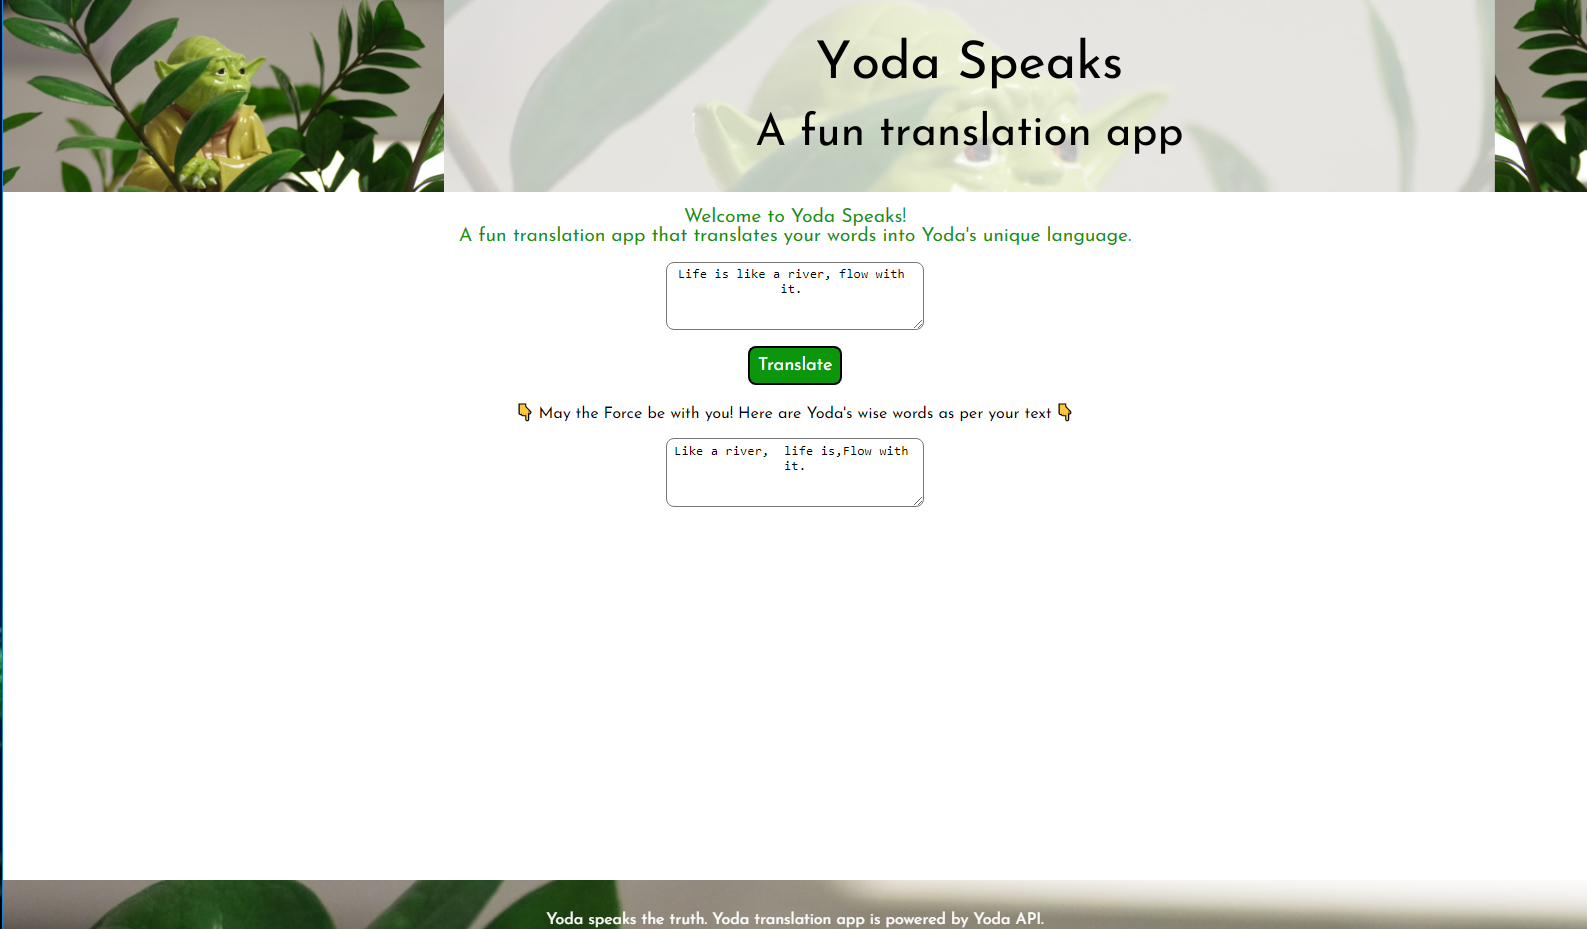 Yoda Speaks
A fun translation app
Welcome to Yoda Speaks!
A fun translation app that translates your words into Yoda's unique language.
Life is like a river, flow with
it.
Translate
👇 May the Force be with you! Here are Yoda's wise words as per your text 👇
Like a river,  life is,Flow with
it.
Yoda speaks the truth. Yoda translation app is powered by Yoda API.